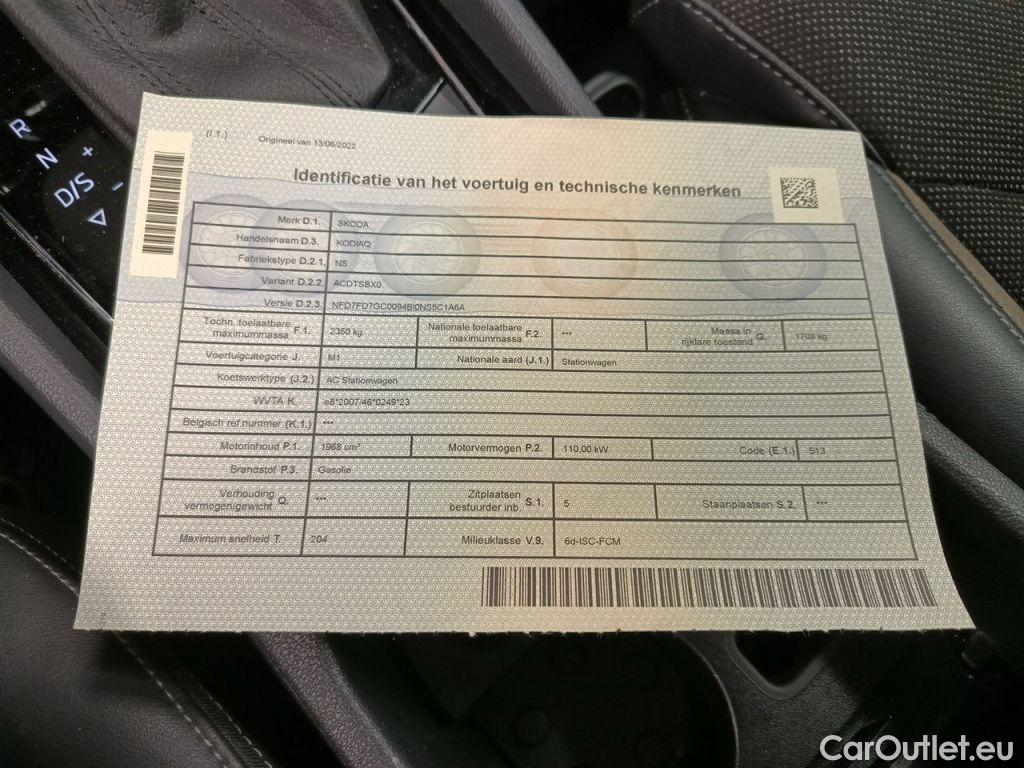 R
N +
D/S -
(I.1.) Origineel van 13/06/2022
Identificatie van het voertuig en technische kenmerken
Merk D.1. SKODA
Handelsnaam D.3. KODIAQ
Fabriekstype D.2.1. NS
Variant D.2.2. ACDTSBX0
Versie D.2.3. NFD7FD7GC0094BI0NS5C1A6A
Techn. toelaatbare maximummassa F.1. 2350 kg Nationale toelaatbare maximummassa F.2. *** Massa in rijklare toestand G. 1708 kg
Voertuigcategorie J. M1 Nationale aard (J.1.) Stationwagen
Koetswerktype (J.2.) AC Stationwagen
WVTA K. e8*2007/46*0249*23
Belgisch ref.nummer (K.1.) ***
Motorinhoud P.1. 1968 cm³ Motorvermogen P.2. 110,00 kW Code (E.1.) 513
Brandstof P.3. Gasolie
Verhouding vermogen/gewicht Q. *** Zitplaatsen bestuurder inb. S.1. 5 Staanplaatsen S.2. ***
Maximum snelheid T. 204 Milieuklasse V.9. 6d-ISC-FCM
CarOutlet.eu